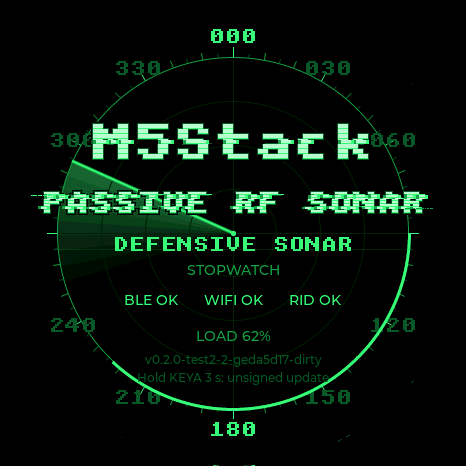 000
330 030
300 060
M5Stack
PASSIVE RF SONAR
DEFENSIVE SONAR
STOPWATCH
BLE OK WIFI OK RID OK
240 120
LOAD 62%
v0.2.0-test2-2-geda5d17-dirty
Hold KEYA 3 s: unsigned update
210 150
180